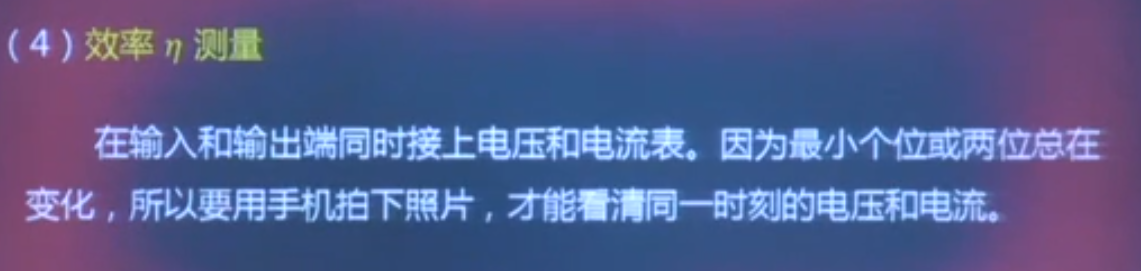 （4）效率 η 测量
在输入和输出端同时接上电压和电流表。因为最小个位或两位总在
变化，所以要用手机拍下照片，才能看清同一时刻的电压和电流。